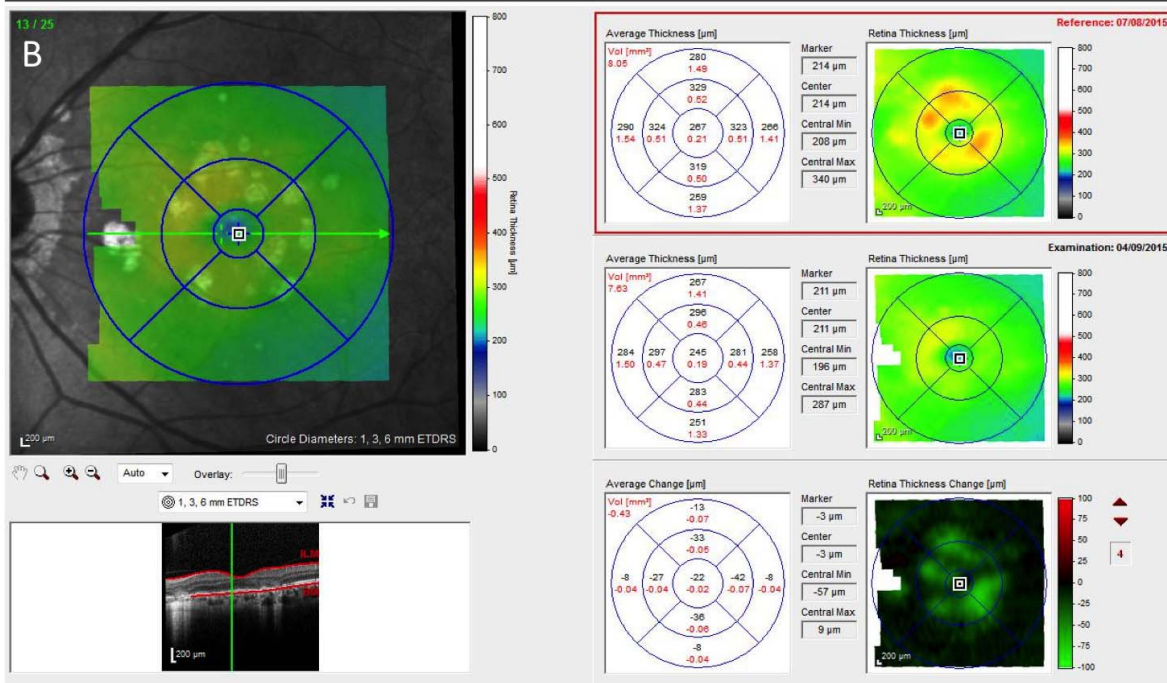 13 / 25
B
800
700
600
500
400
300
200
100
0
Retina Thickness [µm]
200 µm
Circle Diameters: 1, 3, 6 mm ETDRS
Auto
Overlay:
1, 3, 6 mm ETDRS
ILM
200 µm
Reference: 07/08/2015
Average Thickness [µm]
Vol [mm³]
8.05
280
1.49
329
0.52
290 324 267 323 266
1.54 0.51 0.21 0.51 1.41
319
0.50
259
1.37
Marker
214 µm
Center
214 µm
Central Min
208 µm
Central Max
340 µm
Retina Thickness [µm]
200 µm
800
700
600
500
400
300
200
100
0
Examination: 04/09/2015
Average Thickness [µm]
Vol [mm³]
7.63
267
1.41
296
0.46
284 297 245 281 258
1.50 0.47 0.19 0.44 1.37
283
0.44
251
1.33
Marker
211 µm
Center
211 µm
Central Min
196 µm
Central Max
287 µm
Retina Thickness [µm]
200 µm
800
700
600
500
400
300
200
100
0
Average Change [µm]
Vol [mm³]
-0.43
-13
-0.07
-33
-0.05
-8 -27 -22 -42 -8
-0.04 -0.04 -0.02 -0.07 -0.04
-36
-0.06
-8
-0.04
Marker
-3 µm
Center
-3 µm
Central Min
-57 µm
Central Max
9 µm
Retina Thickness Change [µm]
200 µm
100
75
50
25
0
-25
-50
-75
-100
4